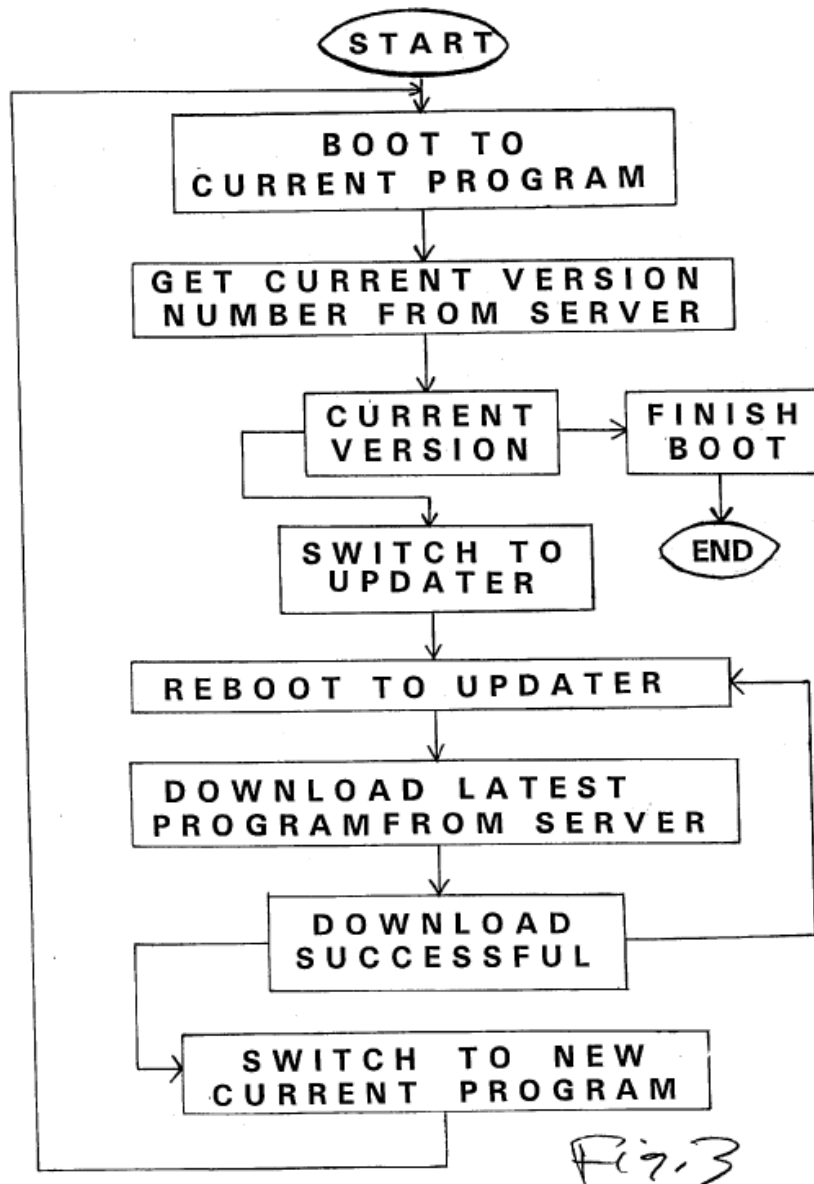 START
BOOT TO
CURRENT PROGRAM
GET CURRENT VERSION
NUMBER FROM SERVER
CURRENT
VERSION
FINISH
BOOT
END
SWITCH TO
UPDATER
REBOOT TO UPDATER
DOWNLOAD LATEST
PROGRAMFROM SERVER
DOWNLOAD
SUCCESSFUL
SWITCH TO NEW
CURRENT PROGRAM
Fig. 3